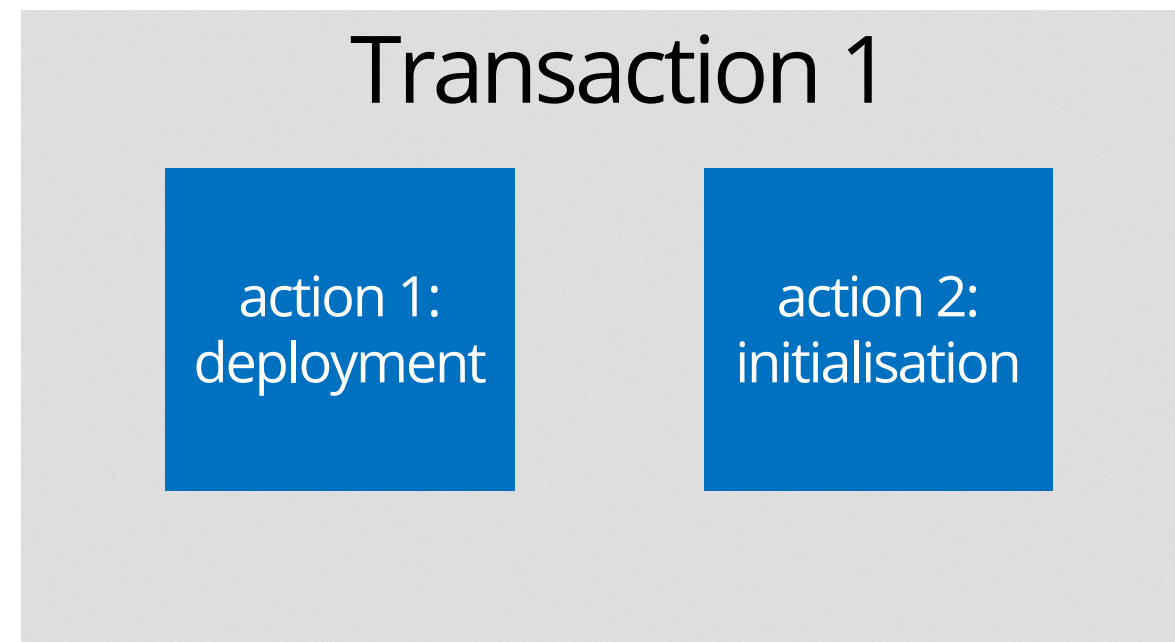 Transaction 1
action 1:
deployment
action 2:
initialisation